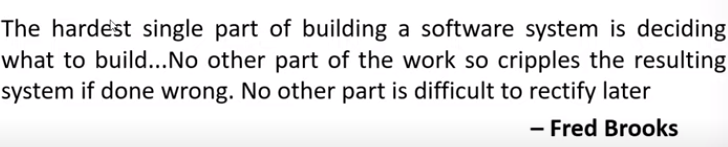 The hardest single part of building a software system is deciding
what to build...No other part of the work so cripples the resulting
system if done wrong. No other part is difficult to rectify later
– Fred Brooks